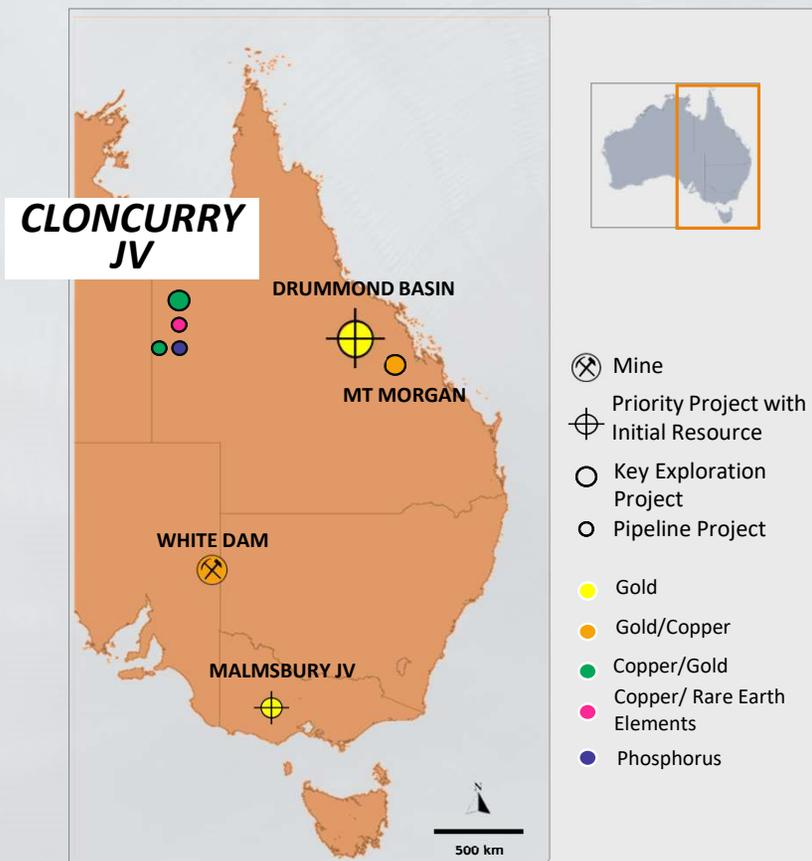 CLONCURRY
JV
DRUMMOND BASIN
MT MORGAN
WHITE DAM
MALMSBURY JV
N
500 km
Mine
Priority Project with
Initial Resource
Key Exploration
Project
Pipeline Project
Gold
Gold/Copper
Copper/Gold
Copper/ Rare Earth
Elements
Phosphorus